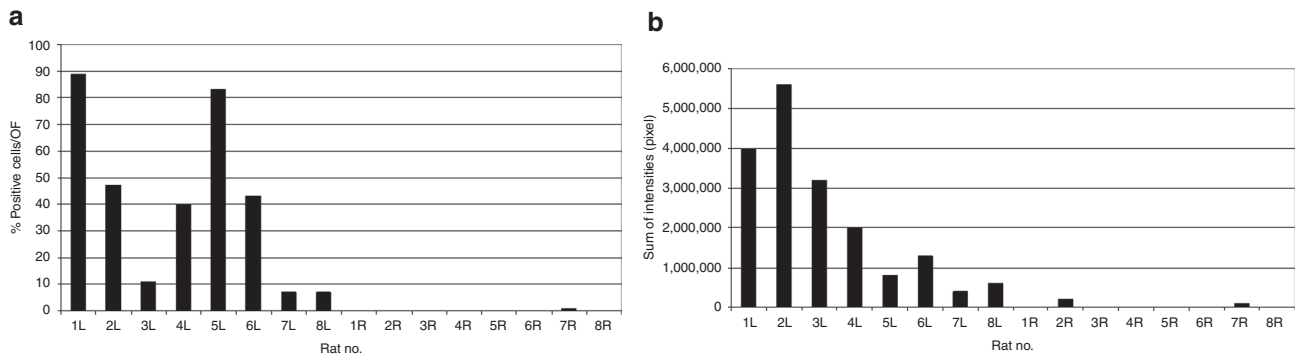 a
100
90
80
70
60
50
40
30
20
10
0
% Positive cells/OF
1L 2L 3L 4L 5L 6L 7L 8L 1R 2R 3R 4R 5R 6R 7R 8R
Rat no.
b
6,000,000
5,000,000
4,000,000
3,000,000
2,000,000
1,000,000
0
Sum of intensities (pixel)
1L 2L 3L 4L 5L 6L 7L 8L 1R 2R 3R 4R 5R 6R 7R 8R
Rat no.